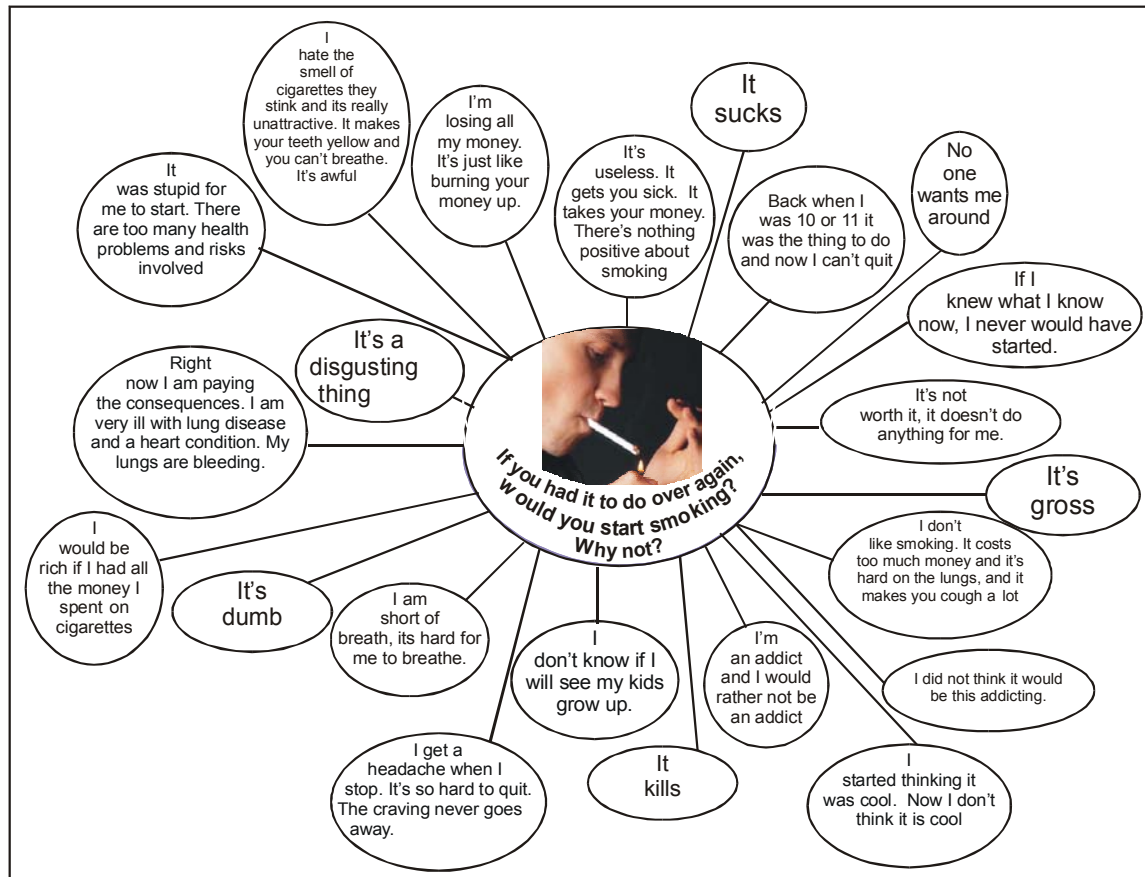 I
hate the
smell of
cigarettes they
stink and its really
unattractive. It makes
your teeth yellow and
you can't breathe.
It's awful
I'm
losing all
my money.
It's just like
burning your
money up.
It's
useless. It
gets you sick. It
takes your money.
There's nothing
positive about
smoking
It
sucks
Back when I
was 10 or 11 it
was the thing to do
and now I can't quit
No
one
wants me
around
It
was stupid for
me to start. There
are too many health
problems and risks
involved
If I
knew what I know
now, I never would have
started.
It's a
disgusting
thing
Right
now I am paying
the consequences. I am
very ill with lung disease
and a heart condition. My
lungs are bleeding.
It's not
worth it, it doesn't do
anything for me.
If you had it to do over again,
would you start smoking?
Why not?
It's
gross
I
would be
rich if I had all
the money I
spent on
cigarettes
It's
dumb
I am
short of
breath, its hard for
me to breathe.
I
don't know if I
will see my kids
grow up.
I'm
an addict
and I would
rather not be
an addict
I don't
like smoking. It costs
too much money and it's
hard on the lungs, and it
makes you cough a lot
I did not think it would
be this addicting.
I get a
headache when I
stop. It's so hard to quit.
The craving never goes
away.
It
kills
I
started thinking it
was cool. Now I don't
think it is cool